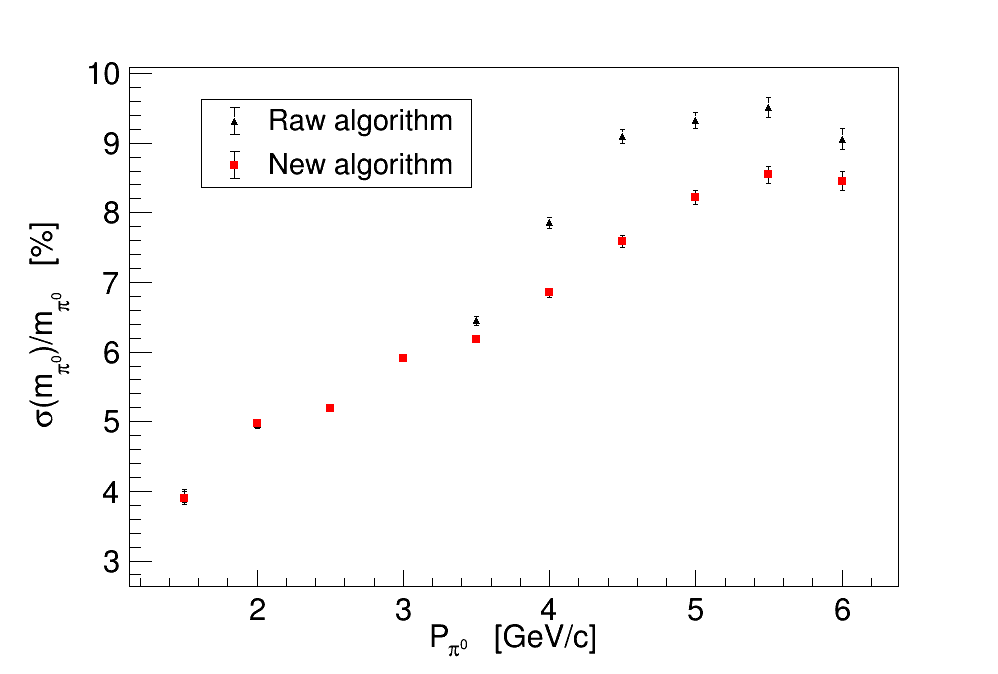 10
9
8
7
6
5
4
3
Raw algorithm
New algorithm
σ(m_π⁰)/m_π⁰ [%]
2 3 4 5 6
P_π⁰ [GeV/c]